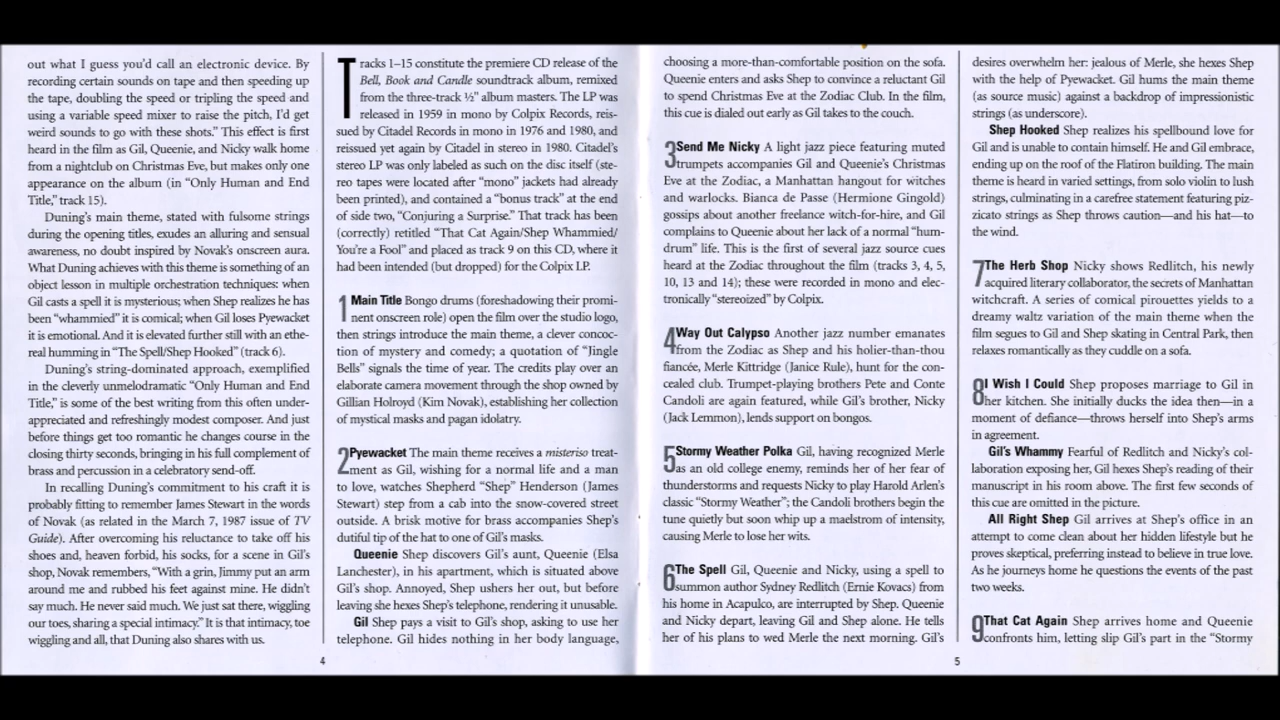 out what I guess you'd call an electronic device. By
recording certain sounds on tape and then speeding up
the tape, doubling the speed or tripling the speed and
using a variable speed mixer to raise the pitch, I'd get
weird sounds to go with these shots." This effect is first
heard in the film as Gil, Queenie, and Nicky walk home
from a nightclub on Christmas Eve, but makes only one
appearance on the album (in "Only Human and End
Title," track 15).
Duning's main theme, stated with fulsome strings
during the opening titles, exudes an alluring and sensual
awareness, no doubt inspired by Novak's onscreen aura.
What Duning achieves with this theme is something of an
object lesson in multiple orchestration techniques: when
Gil casts a spell it is mysterious; when Shep realizes he has
been "whammied" it is comical; when Gil loses Pyewacket
it is emotional. And it is elevated further still with an ethe-
real humming in "The Spell/Shep Hooked" (track 6).
Duning's string-dominated approach, exemplified
in the cleverly unmelodramatic "Only Human and End
Title," is some of the best writing from this often under-
appreciated and refreshingly modest composer. And just
before things get too romantic he changes course in the
closing thirty seconds, bringing in his full complement of
brass and percussion in a celebratory send-off.
In recalling Duning's commitment to his craft it is
probably fitting to remember James Stewart in the words
of Novak (as related in the March 7, 1987 issue of TV
Guide). After overcoming his reluctance to take off his
shoes and, heaven forbid, his socks, for a scene in Gil's
shop, Novak remembers, "With a grin, Jimmy put an arm
around me and rubbed his feet against mine. He didn't
say much. He never said much. We just sat there, wiggling
our toes, sharing a special intimacy." It is that intimacy, toe
wiggling and all, that Duning also shares with us.
4
Tracks 1–15 constitute the premiere CD release of the
Bell, Book and Candle soundtrack album, remixed
from the three-track ½" album masters. The LP was
released in 1959 in mono by Colpix Records, reis-
sued by Citadel Records in mono in 1976 and 1980, and
reissued yet again by Citadel in stereo in 1980. Citadel's
stereo LP was only labeled as such on the disc itself (ste-
reo tapes were located after "mono" jackets had already
been printed), and contained a "bonus track" at the end
of side two, "Conjuring a Surprise." That track has been
(correctly) retitled "That Cat Again/Shep Whammied/
You're a Fool" and placed as track 9 on this CD, where it
had been intended (but dropped) for the Colpix LP.
1 Main Title Bongo drums (foreshadowing their promi-
nent onscreen role) open the film over the studio logo,
then strings introduce the main theme, a clever concoc-
tion of mystery and comedy; a quotation of "Jingle
Bells" signals the time of year. The credits play over an
elaborate camera movement through the shop owned by
Gillian Holroyd (Kim Novak), establishing her collection
of mystical masks and pagan idolatry.
2 Pyewacket The main theme receives a misteriso treat-
ment as Gil, wishing for a normal life and a man
to love, watches Shepherd "Shep" Henderson (James
Stewart) step from a cab into the snow-covered street
outside. A brisk motive for brass accompanies Shep's
dutiful tip of the hat to one of Gil's masks.
Queenie Shep discovers Gil's aunt, Queenie (Elsa
Lanchester), in his apartment, which is situated above
Gil's shop. Annoyed, Shep ushers her out, but before
leaving she hexes Shep's telephone, rendering it unusable.
Gil Shep pays a visit to Gil's shop, asking to use her
telephone. Gil hides nothing in her body language,
choosing a more-than-comfortable position on the sofa.
Queenie enters and asks Shep to convince a reluctant Gil
to spend Christmas Eve at the Zodiac Club. In the film,
this cue is dialed out early as Gil takes to the couch.
3 Send Me Nicky A light jazz piece featuring muted
trumpets accompanies Gil and Queenie's Christmas
Eve at the Zodiac, a Manhattan hangout for witches
and warlocks. Bianca de Passe (Hermione Gingold)
gossips about another freelance witch-for-hire, and Gil
complains to Queenie about her lack of a normal "hum-
drum" life. This is the first of several jazz source cues
heard at the Zodiac throughout the film (tracks 3, 4, 5,
10, 13 and 14); these were recorded in mono and elec-
tronically "stereoized" by Colpix.
4 Way Out Calypso Another jazz number emanates
from the Zodiac as Shep and his holier-than-thou
fiancée, Merle Kittridge (Janice Rule), hunt for the con-
cealed club. Trumpet-playing brothers Pete and Conte
Candoli are again featured, while Gil's brother, Nicky
(Jack Lemmon), lends support on bongos.
5 Stormy Weather Polka Gil, having recognized Merle
as an old college enemy, reminds her of her fear of
thunderstorms and requests Nicky to play Harold Arlen's
classic "Stormy Weather"; the Candoli brothers begin the
tune quietly but soon whip up a maelstrom of intensity,
causing Merle to lose her wits.
6 The Spell Gil, Queenie and Nicky, using a spell to
summon author Sydney Redlitch (Ernie Kovacs) from
his home in Acapulco, are interrupted by Shep. Queenie
and Nicky depart, leaving Gil and Shep alone. He tells
her of his plans to wed Merle the next morning. Gil's
desires overwhelm her: jealous of Merle, she hexes Shep
with the help of Pyewacket. Gil hums the main theme
(as source music) against a backdrop of impressionistic
strings (as underscore).
Shep Hooked Shep realizes his spellbound love for
Gil and is unable to contain himself. He and Gil embrace,
ending up on the roof of the Flatiron building. The main
theme is heard in varied settings, from solo violin to lush
strings, culminating in a carefree statement featuring piz-
zicato strings as Shep throws caution—and his hat—to
the wind.
7 The Herb Shop Nicky shows Redlitch, his newly
acquired literary collaborator, the secrets of Manhattan
witchcraft. A series of comical pirouettes yields to a
dreamy waltz variation of the main theme when the
film segues to Gil and Shep skating in Central Park, then
relaxes romantically as they cuddle on a sofa.
8 I Wish I Could Shep proposes marriage to Gil in
her kitchen. She initially ducks the idea then—in a
moment of defiance—throws herself into Shep's arms
in agreement.
Gil's Whammy Fearful of Redlitch and Nicky's col-
laboration exposing her, Gil hexes Shep's reading of their
manuscript in his room above. The first few seconds of
this cue are omitted in the picture.
All Right Shep Gil arrives at Shep's office in an
attempt to come clean about her hidden lifestyle but he
proves skeptical, preferring instead to believe in true love.
As he journeys home he questions the events of the past
two weeks.
9 That Cat Again Shep arrives home and Queenie
confronts him, letting slip Gil's part in the "Stormy
5